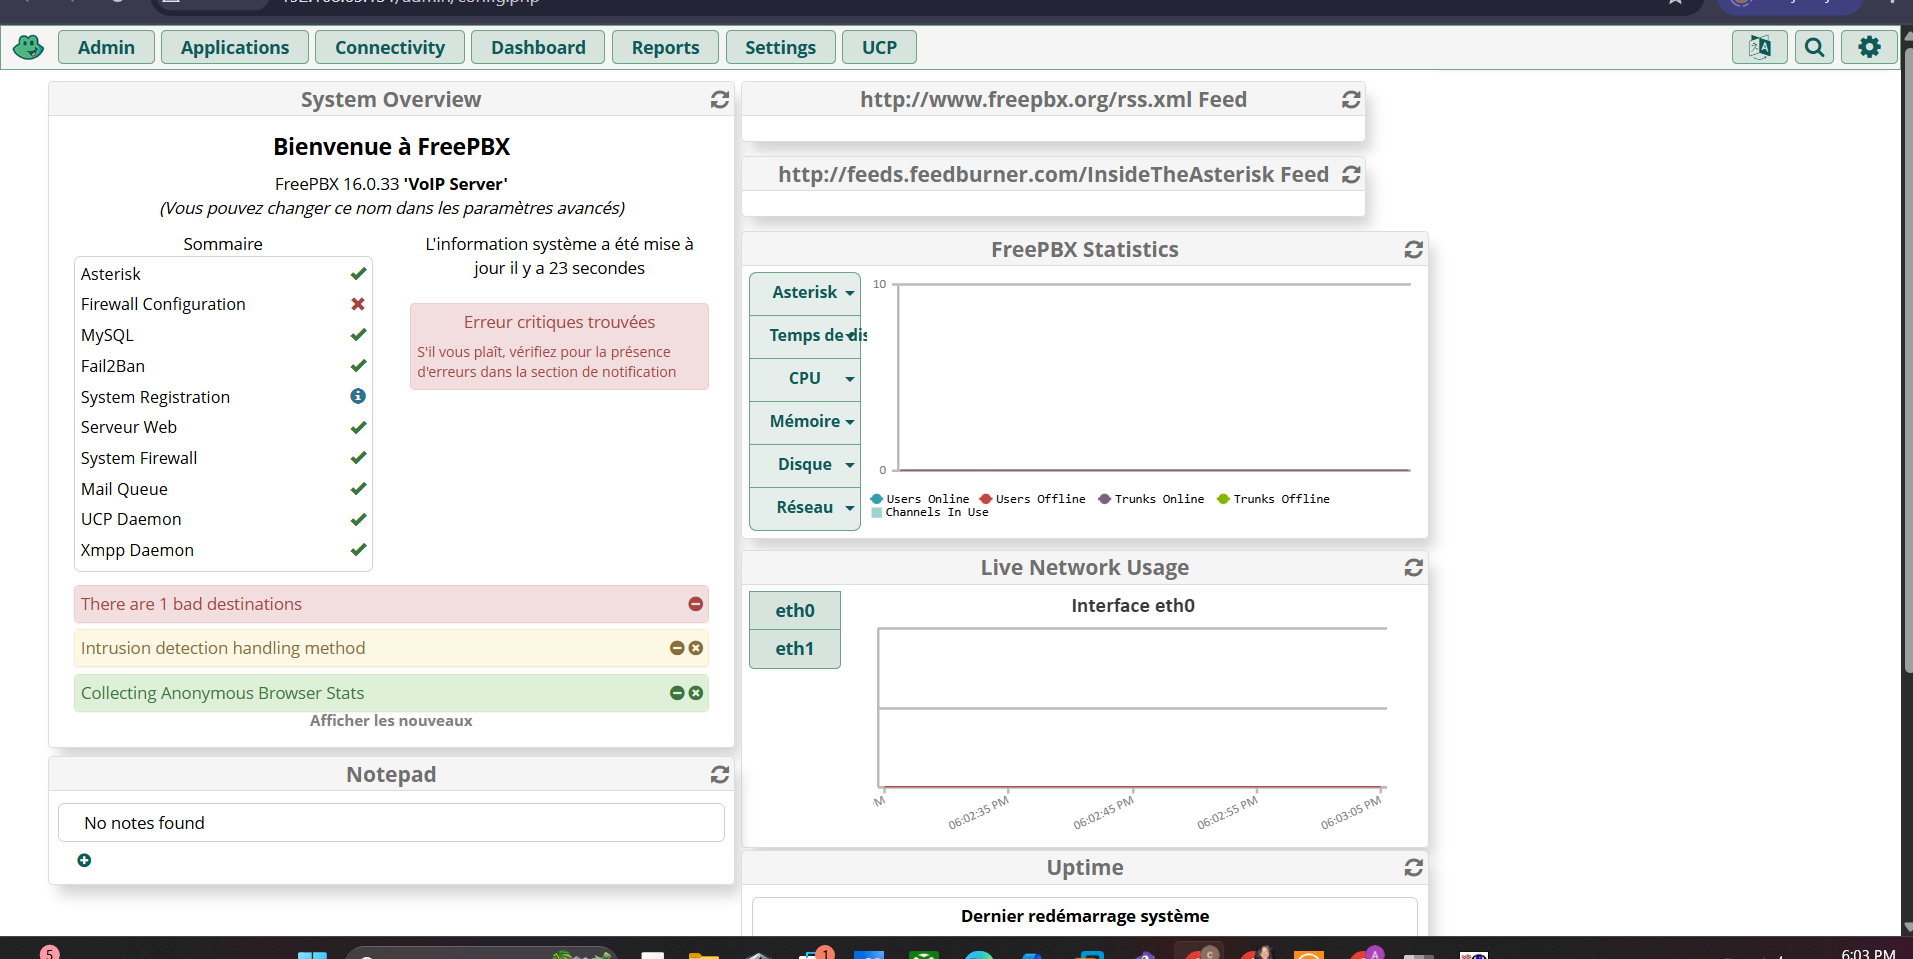 Admin
Applications
Connectivity
Dashboard
Reports
Settings
UCP
System Overview
Bienvenue à FreePBX
FreePBX 16.0.33 'VoIP Server'
(Vous pouvez changer ce nom dans les paramètres avancés)
Sommaire
Asterisk
Firewall Configuration
MySQL
Fail2Ban
System Registration
Serveur Web
System Firewall
Mail Queue
UCP Daemon
Xmpp Daemon
L'information système a été mise à
jour il y a 23 secondes
Erreur critiques trouvées
S'il vous plaît, vérifiez pour la présence
d'erreurs dans la section de notification
There are 1 bad destinations
Intrusion detection handling method
Collecting Anonymous Browser Stats
Afficher les nouveaux
Notepad
No notes found
http://www.freepbx.org/rss.xml Feed
http://feeds.feedburner.com/InsideTheAsterisk Feed
FreePBX Statistics
Asterisk
Temps de dis
CPU
Mémoire
Disque
Réseau
10
0
Users Online
Users Offline
Trunks Online
Trunks Offline
Channels In Use
Live Network Usage
eth0
eth1
Interface eth0
06:02:35 PM
06:02:45 PM
06:02:55 PM
06:03:05 PM
Uptime
Dernier redémarrage système
5
1
6:03 PM